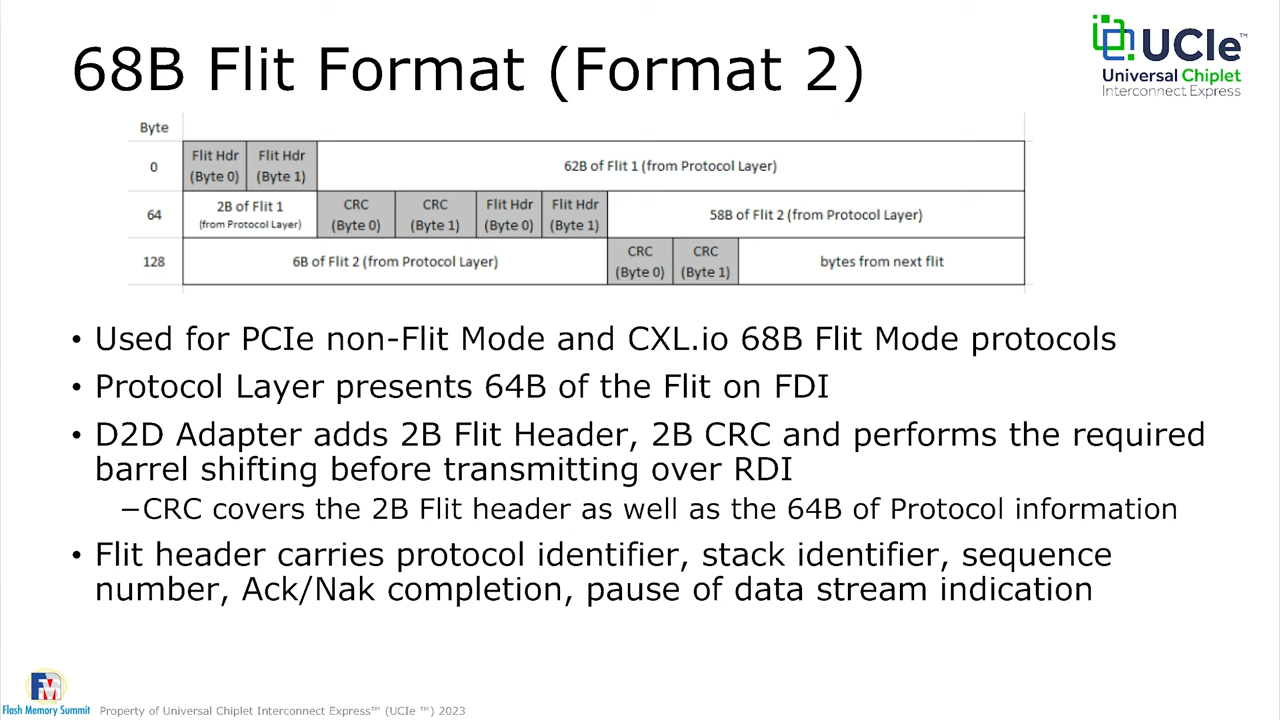 68B Flit Format (Format 2)
UCIe™
Universal Chiplet
Interconnect Express
Byte
0
Flit Hdr (Byte 0)
Flit Hdr (Byte 1)
62B of Flit 1 (from Protocol Layer)
64
2B of Flit 1 (from Protocol Layer)
CRC (Byte 0)
CRC (Byte 1)
Flit Hdr (Byte 0)
Flit Hdr (Byte 1)
58B of Flit 2 (from Protocol Layer)
128
6B of Flit 2 (from Protocol Layer)
CRC (Byte 0)
CRC (Byte 1)
bytes from next flit
• Used for PCIe non-Flit Mode and CXL.io 68B Flit Mode protocols
• Protocol Layer presents 64B of the Flit on FDI
• D2D Adapter adds 2B Flit Header, 2B CRC and performs the required
barrel shifting before transmitting over RDI
–CRC covers the 2B Flit header as well as the 64B of Protocol information
• Flit header carries protocol identifier, stack identifier, sequence
number, Ack/Nak completion, pause of data stream indication
FM
Flash Memory Summit
Property of Universal Chiplet Interconnect Express™ (UCIe ™) 2023